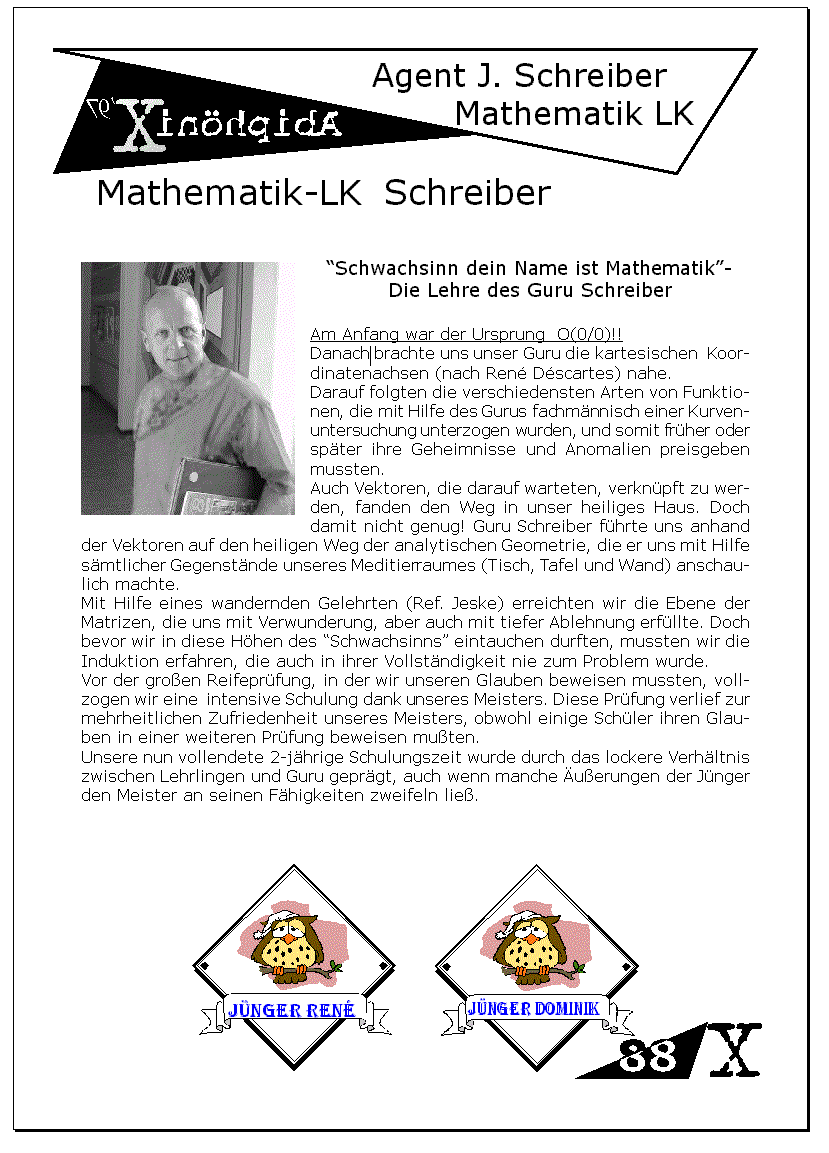 Agent J. Schreiber
Mathematik LK
'97 AbiphöniX
Mathematik-LK Schreiber
“Schwachsinn dein Name ist Mathematik”-
Die Lehre des Guru Schreiber
Am Anfang war der Ursprung O(0/0)!!
Danach brachte uns unser Guru die kartesischen Koor-
dinatenachsen (nach René Déscartes) nahe.
Darauf folgten die verschiedensten Arten von Funktio-
nen, die mit Hilfe des Gurus fachmännisch einer Kurven-
untersuchung unterzogen wurden, und somit früher oder
später ihre Geheimnisse und Anomalien preisgeben
mussten.
Auch Vektoren, die darauf warteten, verknüpft zu wer-
den, fanden den Weg in unser heiliges Haus. Doch
damit nicht genug! Guru Schreiber führte uns anhand
der Vektoren auf den heiligen Weg der analytischen Geometrie, die er uns mit Hilfe
sämtlicher Gegenstände unseres Meditierraumes (Tisch, Tafel und Wand) anschau-
lich machte.
Mit Hilfe eines wandernden Gelehrten (Ref. Jeske) erreichten wir die Ebene der
Matrizen, die uns mit Verwunderung, aber auch mit tiefer Ablehnung erfüllte. Doch
bevor wir in diese Höhen des “Schwachsinns” eintauchen durften, mussten wir die
Induktion erfahren, die auch in ihrer Vollständigkeit nie zum Problem wurde.
Vor der großen Reifeprüfung, in der wir unseren Glauben beweisen mussten, voll-
zogen wir eine intensive Schulung dank unseres Meisters. Diese Prüfung verlief zur
mehrheitlichen Zufriedenheit unseres Meisters, obwohl einige Schüler ihren Glau-
ben in einer weiteren Prüfung beweisen mußten.
Unsere nun vollendete 2-jährige Schulungszeit wurde durch das lockere Verhältnis
zwischen Lehrlingen und Guru geprägt, auch wenn manche Äußerungen der Jünger
den Meister an seinen Fähigkeiten zweifeln ließ.
JÜNGER RENÉ
JÜNGER DOMINIK
88 X